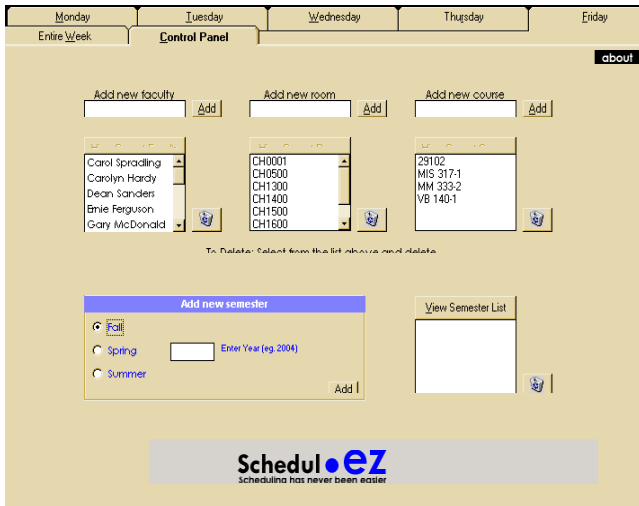 Monday Tuesday Wednesday Thursday Friday
Entire Week Control Panel
about
Add new faculty Add new room Add new course
Add Add Add
Carol Spradling
Carolyn Hardy
Dean Sanders
Ernie Ferguson
Gary McDonald
CH0001
CH0500
CH1300
CH1400
CH1500
CH1600
29102
MIS 317-1
MM 333-2
VB 140-1
To Delete: Select from the list above and delete
Add new semester
Fall
Spring
Summer
Enter Year (eg. 2004)
Add
View Semester List
Schedul•ez
Scheduling has never been easier